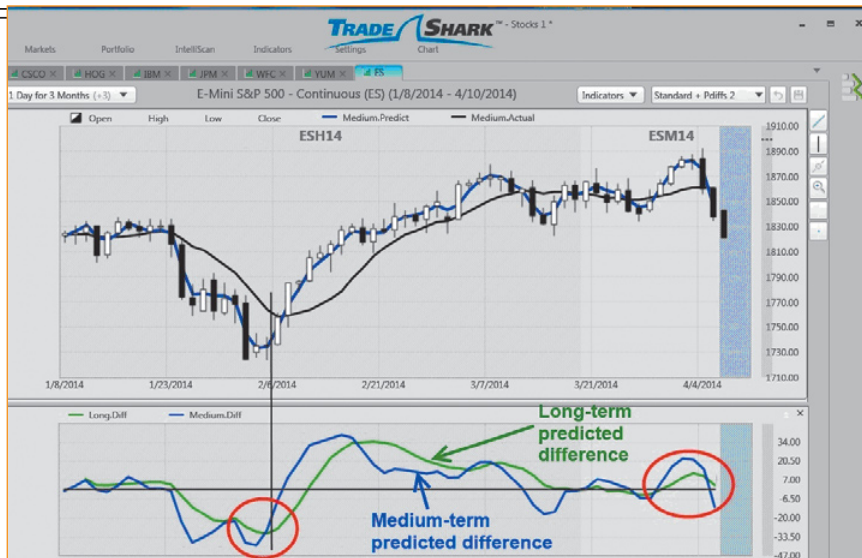 TRADE SHARK™ - Stocks 1 *
Markets Portfolio IntelliScan Indicators Settings Chart
CSCO HOG IBM JPM WFC YUM ES
1 Day for 3 Months (+3) E-Mini S&P 500 - Continuous (ES) (1/8/2014 - 4/10/2014) Indicators Standard + Pdiffs 2
Open High Low Close Medium.Predict Medium.Actual
ESH14 ESM14
1910.00
1890.00
1870.00
1850.00
1830.00
1810.00
1790.00
1770.00
1750.00
1730.00
1710.00
1/8/2014 1/23/2014 2/6/2014 2/21/2014 3/7/2014 3/21/2014 4/4/2014
Long.Diff Medium.Diff
Long-term
predicted
difference
Medium-term
predicted difference
34.00
20.50
7.00
-6.50
-20.00
-33.50
-47.00